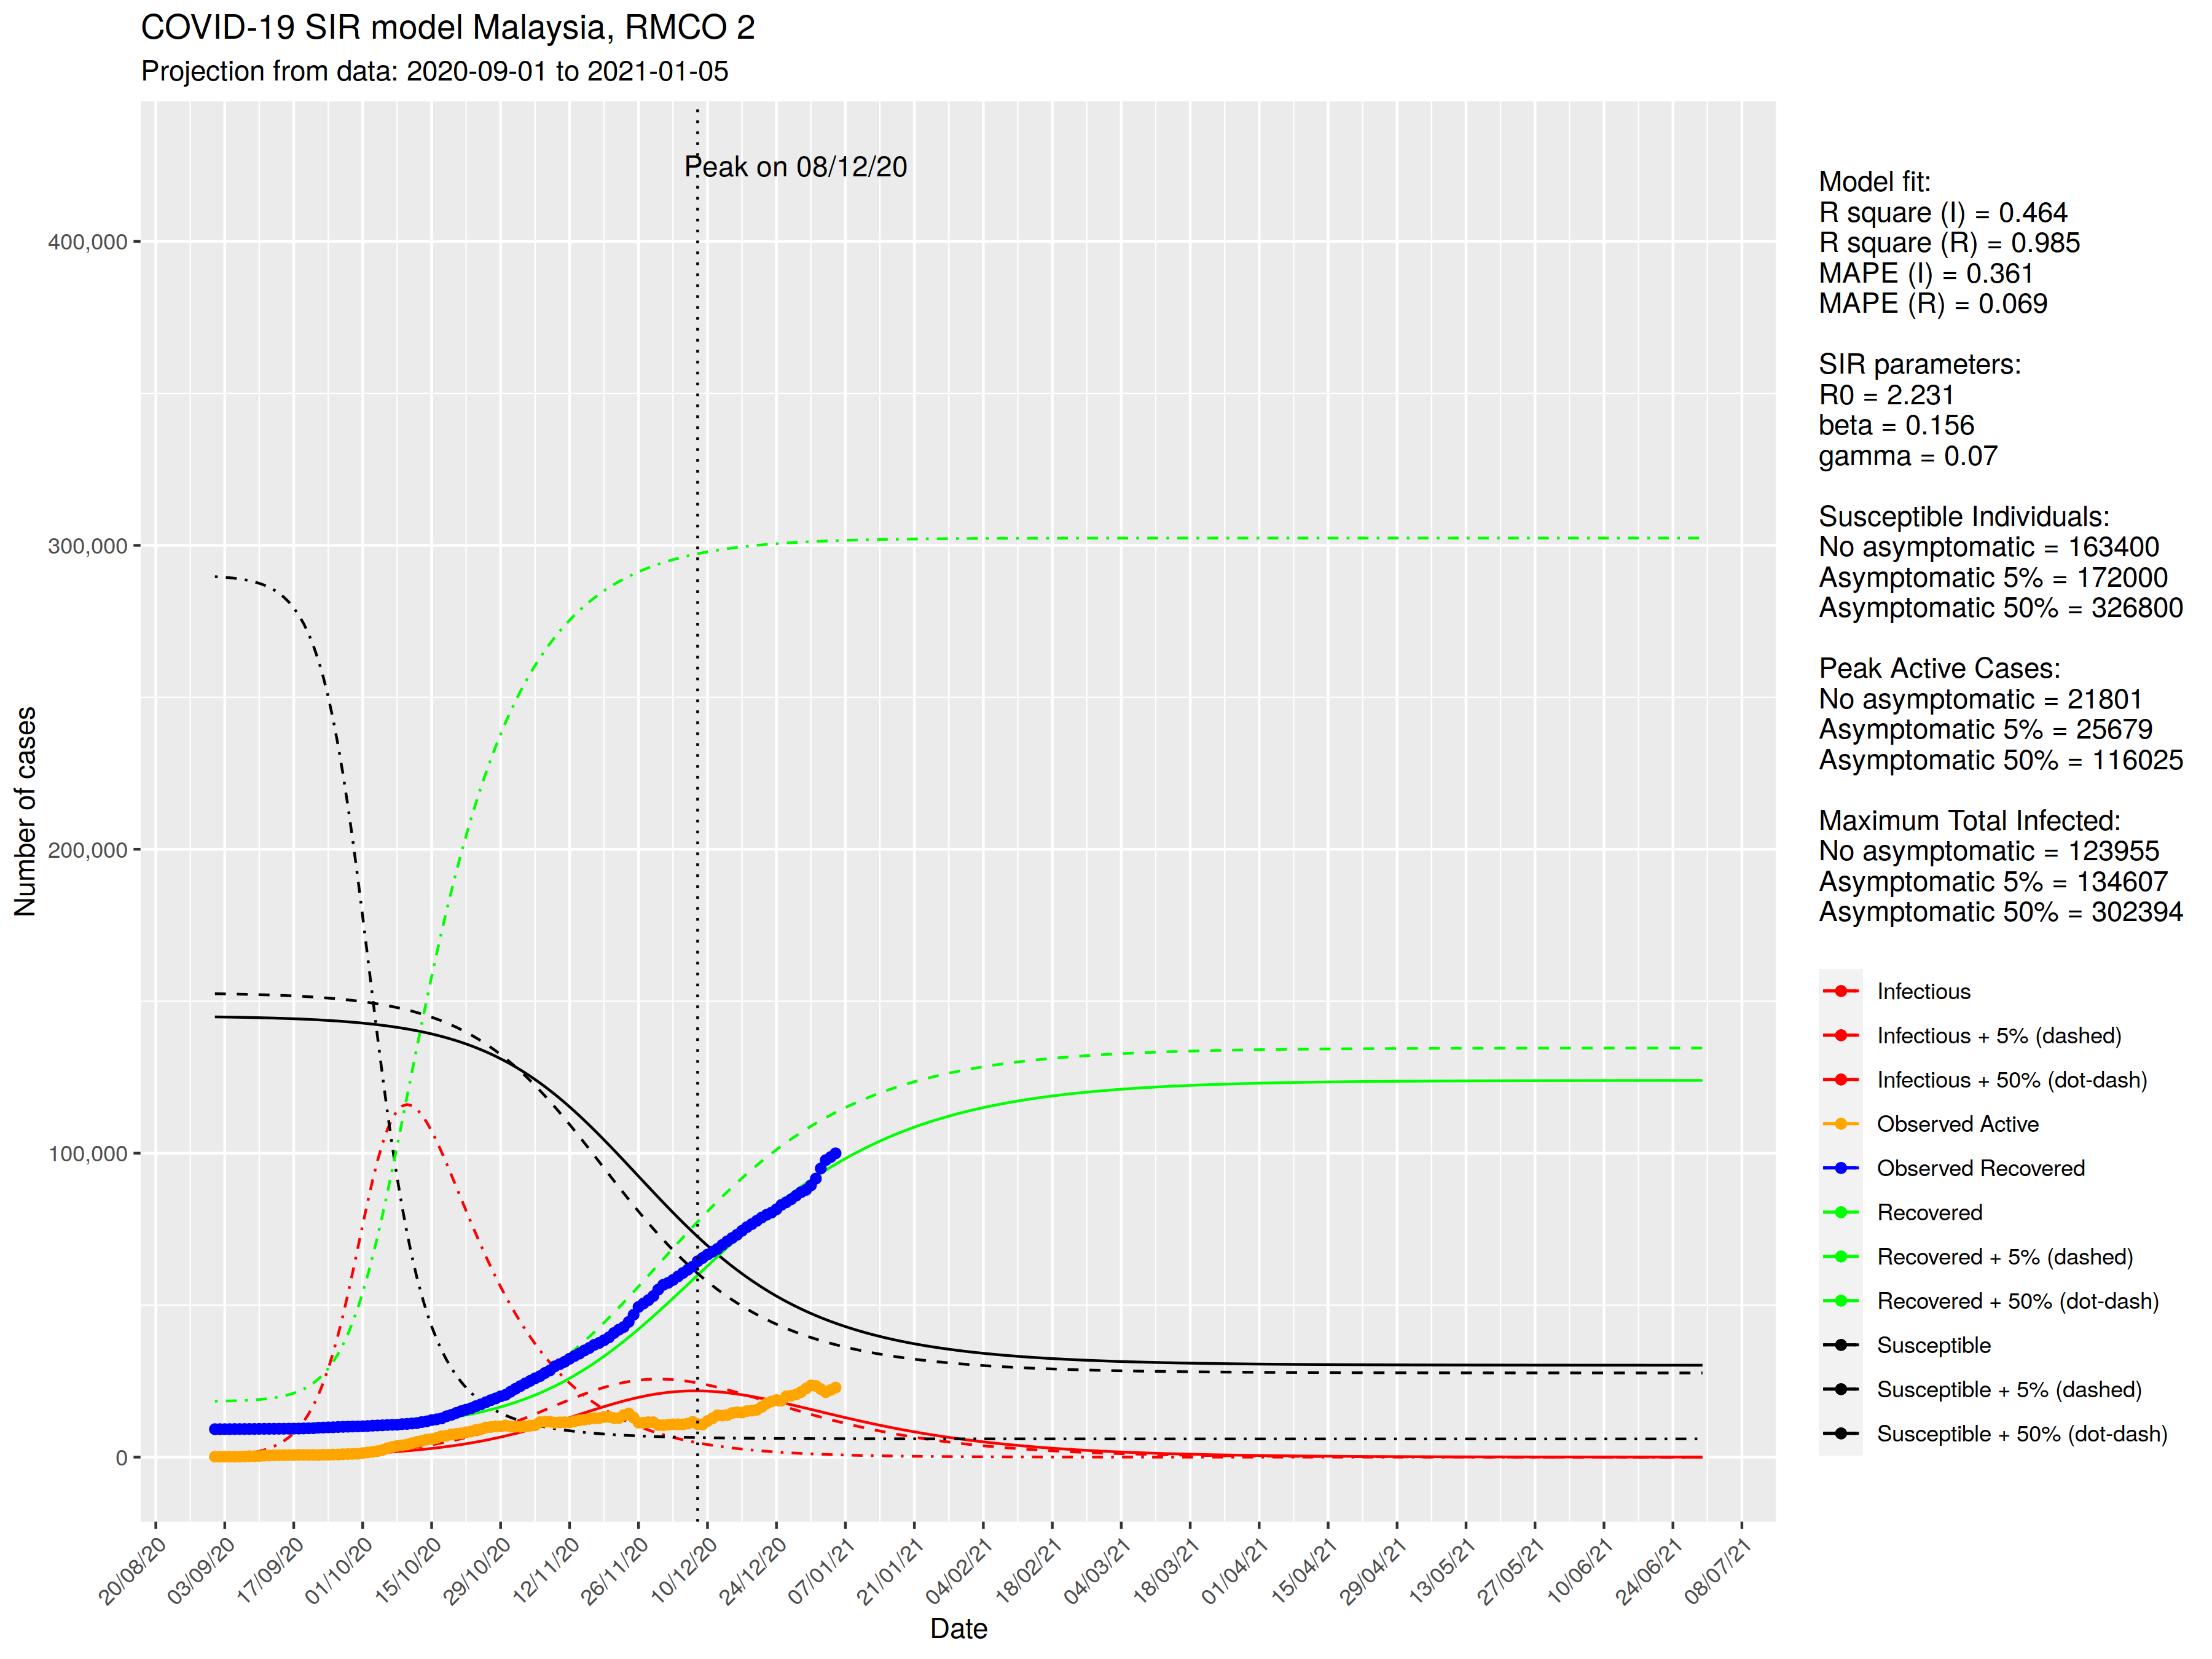 COVID-19 SIR model Malaysia, RMCO 2
Projection from data: 2020-09-01 to 2021-01-05
Peak on 08/12/20
Number of cases
400,000
300,000
200,000
100,000
0
20/08/20
03/09/20
17/09/20
01/10/20
15/10/20
29/10/20
12/11/20
26/11/20
10/12/20
24/12/20
07/01/21
21/01/21
04/02/21
18/02/21
04/03/21
18/03/21
01/04/21
15/04/21
29/04/21
13/05/21
27/05/21
10/06/21
24/06/21
08/07/21
Date
Model fit:
R square (I) = 0.464
R square (R) = 0.985
MAPE (I) = 0.361
MAPE (R) = 0.069
SIR parameters:
R0 = 2.231
beta = 0.156
gamma = 0.07
Susceptible Individuals:
No asymptomatic = 163400
Asymptomatic 5% = 172000
Asymptomatic 50% = 326800
Peak Active Cases:
No asymptomatic = 21801
Asymptomatic 5% = 25679
Asymptomatic 50% = 116025
Maximum Total Infected:
No asymptomatic = 123955
Asymptomatic 5% = 134607
Asymptomatic 50% = 302394
Infectious
Infectious + 5% (dashed)
Infectious + 50% (dot-dash)
Observed Active
Observed Recovered
Recovered
Recovered + 5% (dashed)
Recovered + 50% (dot-dash)
Susceptible
Susceptible + 5% (dashed)
Susceptible + 50% (dot-dash)